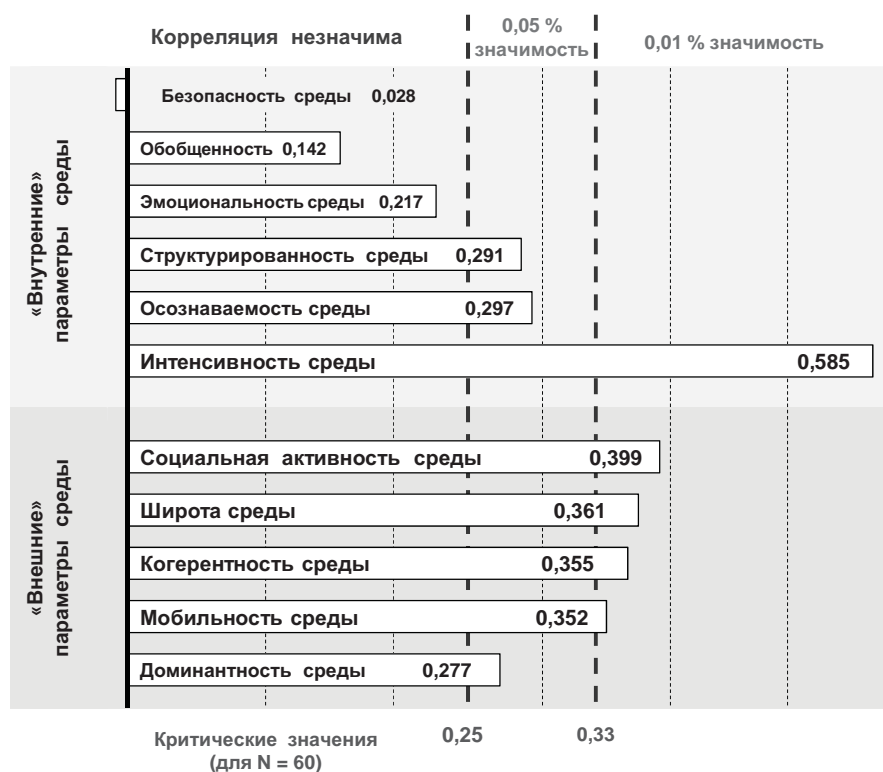 Корреляция незначима
0,05 %
значимость
0,01 % значимость
«Внутренние»
параметры среды
Безопасность среды 0,028
Обобщенность 0,142
Эмоциональность среды 0,217
Структурированность среды 0,291
Осознаваемость среды 0,297
Интенсивность среды 0,585
«Внешние»
параметры среды
Социальная активность среды 0,399
Широта среды 0,361
Когерентность среды 0,355
Мобильность среды 0,352
Доминантность среды 0,277
Критические значения
(для N = 60)
0,25 0,33